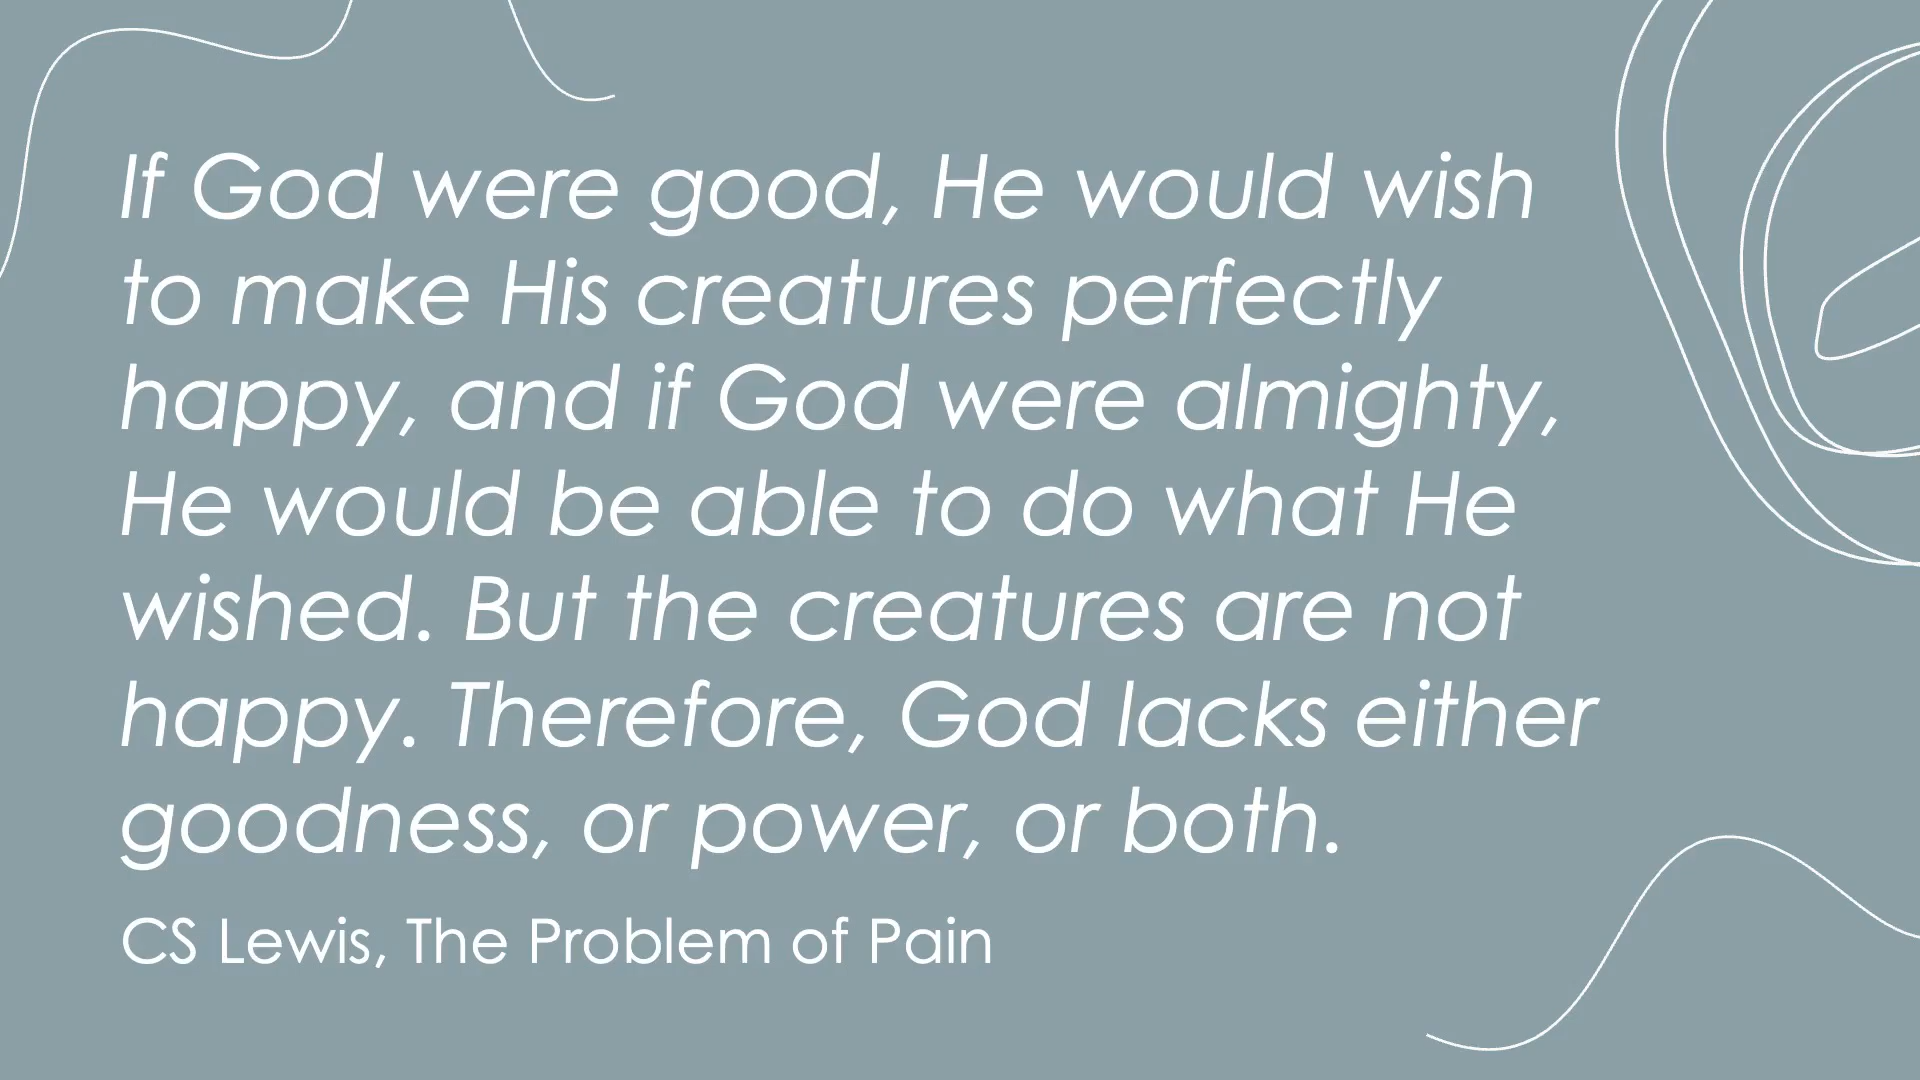 If God were good, He would wish
to make His creatures perfectly
happy, and if God were almighty,
He would be able to do what He
wished. But the creatures are not
happy. Therefore, God lacks either
goodness, or power, or both.
CS Lewis, The Problem of Pain